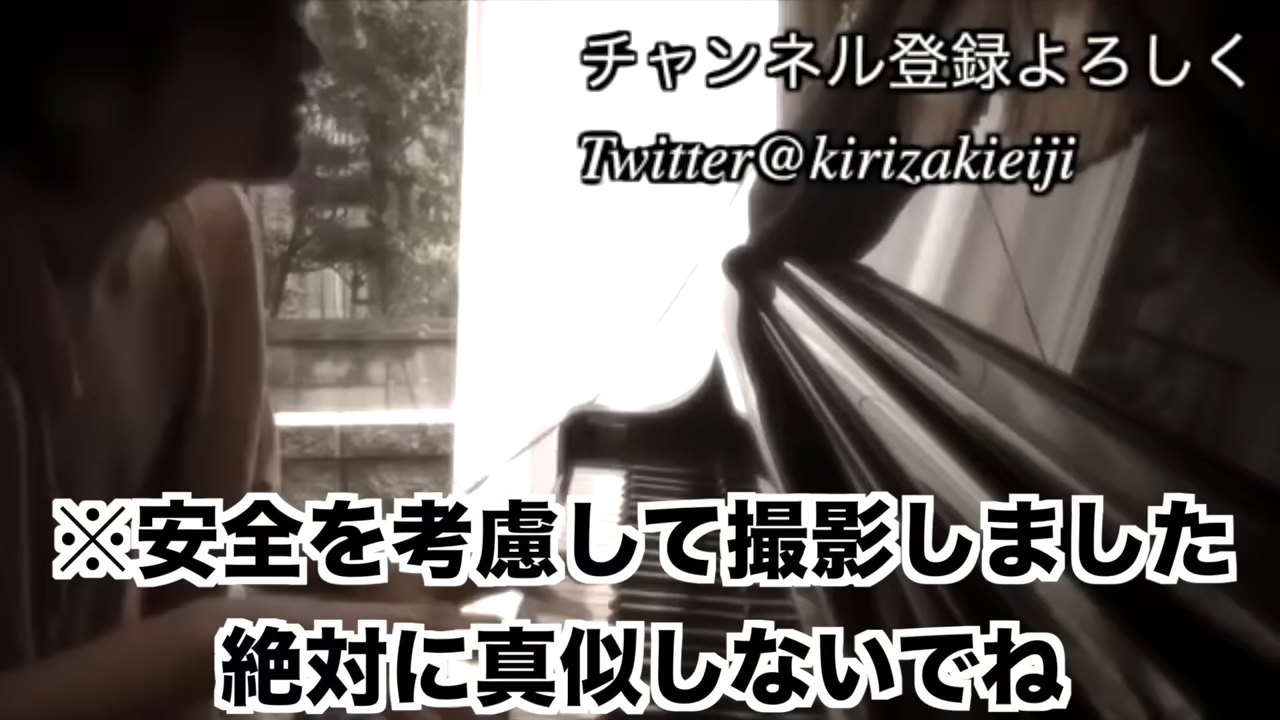 チャンネル登録よろしく
Twitter@kirizakieiji
※安全を考慮して撮影しました
絶対に真似しないでね